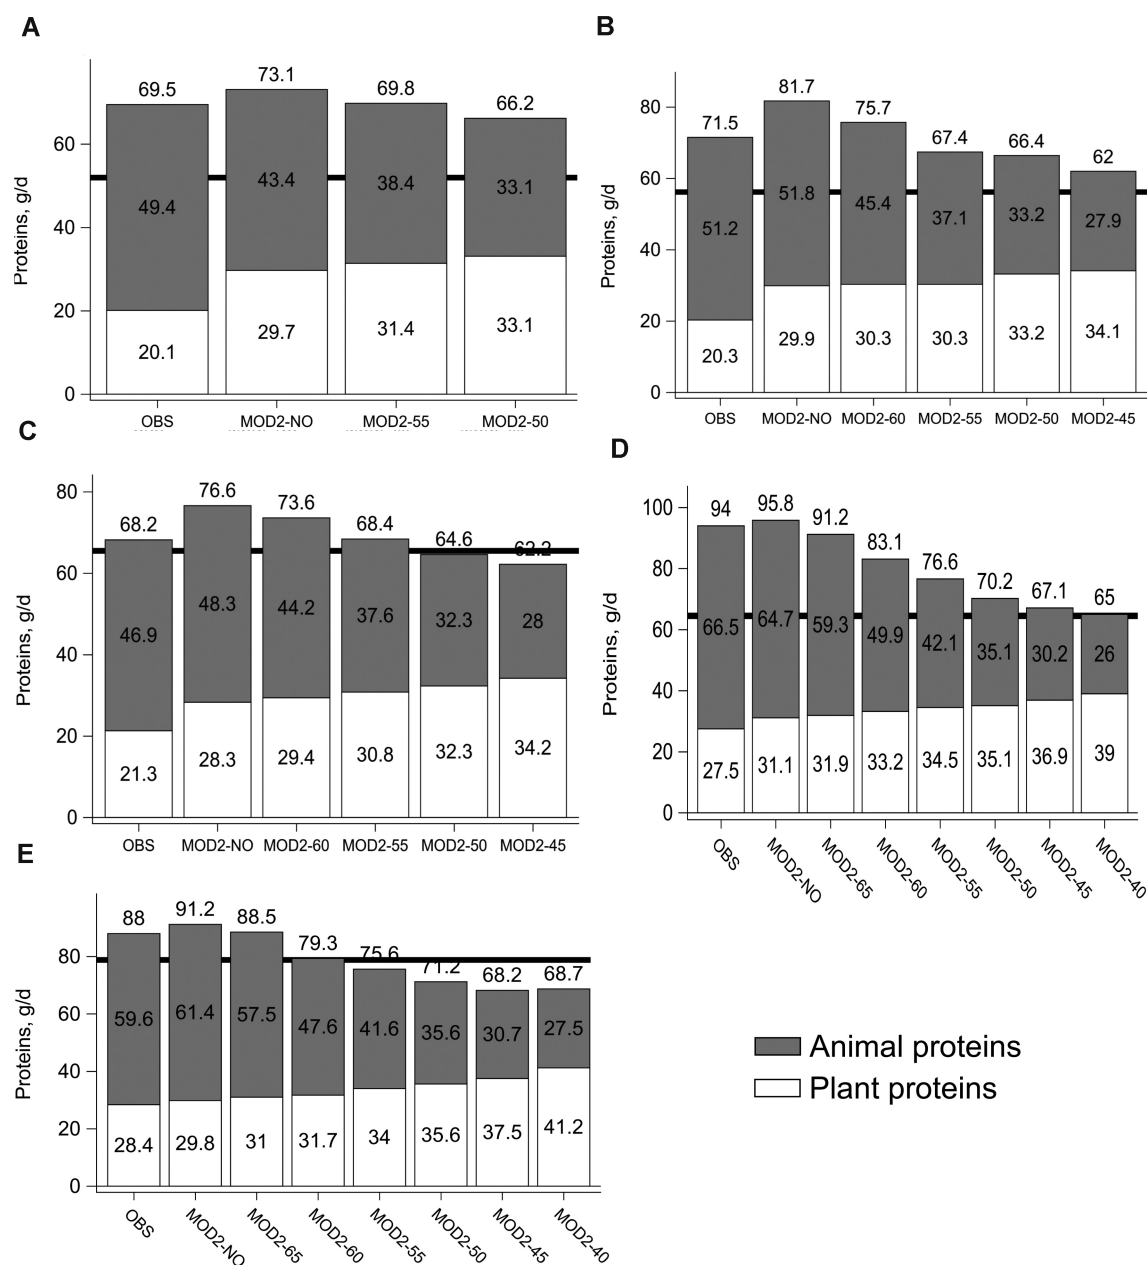 A
Proteins, g/d
60
40
20
0
69.5
73.1
69.8
66.2
49.4
43.4
38.4
33.1
20.1
29.7
31.4
33.1
OBS
MOD2-NO
MOD2-55
MOD2-50
B
Proteins, g/d
80
60
40
20
0
71.5
81.7
75.7
67.4
66.4
62
51.2
51.8
45.4
37.1
33.2
27.9
20.3
29.9
30.3
30.3
33.2
34.1
OBS
MOD2-NO
MOD2-60
MOD2-55
MOD2-50
MOD2-45
C
Proteins, g/d
80
60
40
20
0
68.2
76.6
73.6
68.4
64.6
62.2
46.9
48.3
44.2
37.6
32.3
28
21.3
28.3
29.4
30.8
32.3
34.2
OBS
MOD2-NO
MOD2-60
MOD2-55
MOD2-50
MOD2-45
D
Proteins, g/d
100
80
60
40
20
0
94
95.8
91.2
83.1
76.6
70.2
67.1
65
66.5
64.7
59.3
49.9
42.1
35.1
30.2
26
27.5
31.1
31.9
33.2
34.5
35.1
36.9
39
OBS
MOD2-NO
MOD2-65
MOD2-60
MOD2-55
MOD2-50
MOD2-45
MOD2-40
E
Proteins, g/d
80
60
40
20
0
88
91.2
88.5
79.3
75.6
71.2
68.2
68.7
59.6
61.4
57.5
47.6
41.6
35.6
30.7
27.5
28.4
29.8
31
31.7
34
35.6
37.5
41.2
OBS
MOD2-NO
MOD2-65
MOD2-60
MOD2-55
MOD2-50
MOD2-45
MOD2-40
Animal proteins
Plant proteins